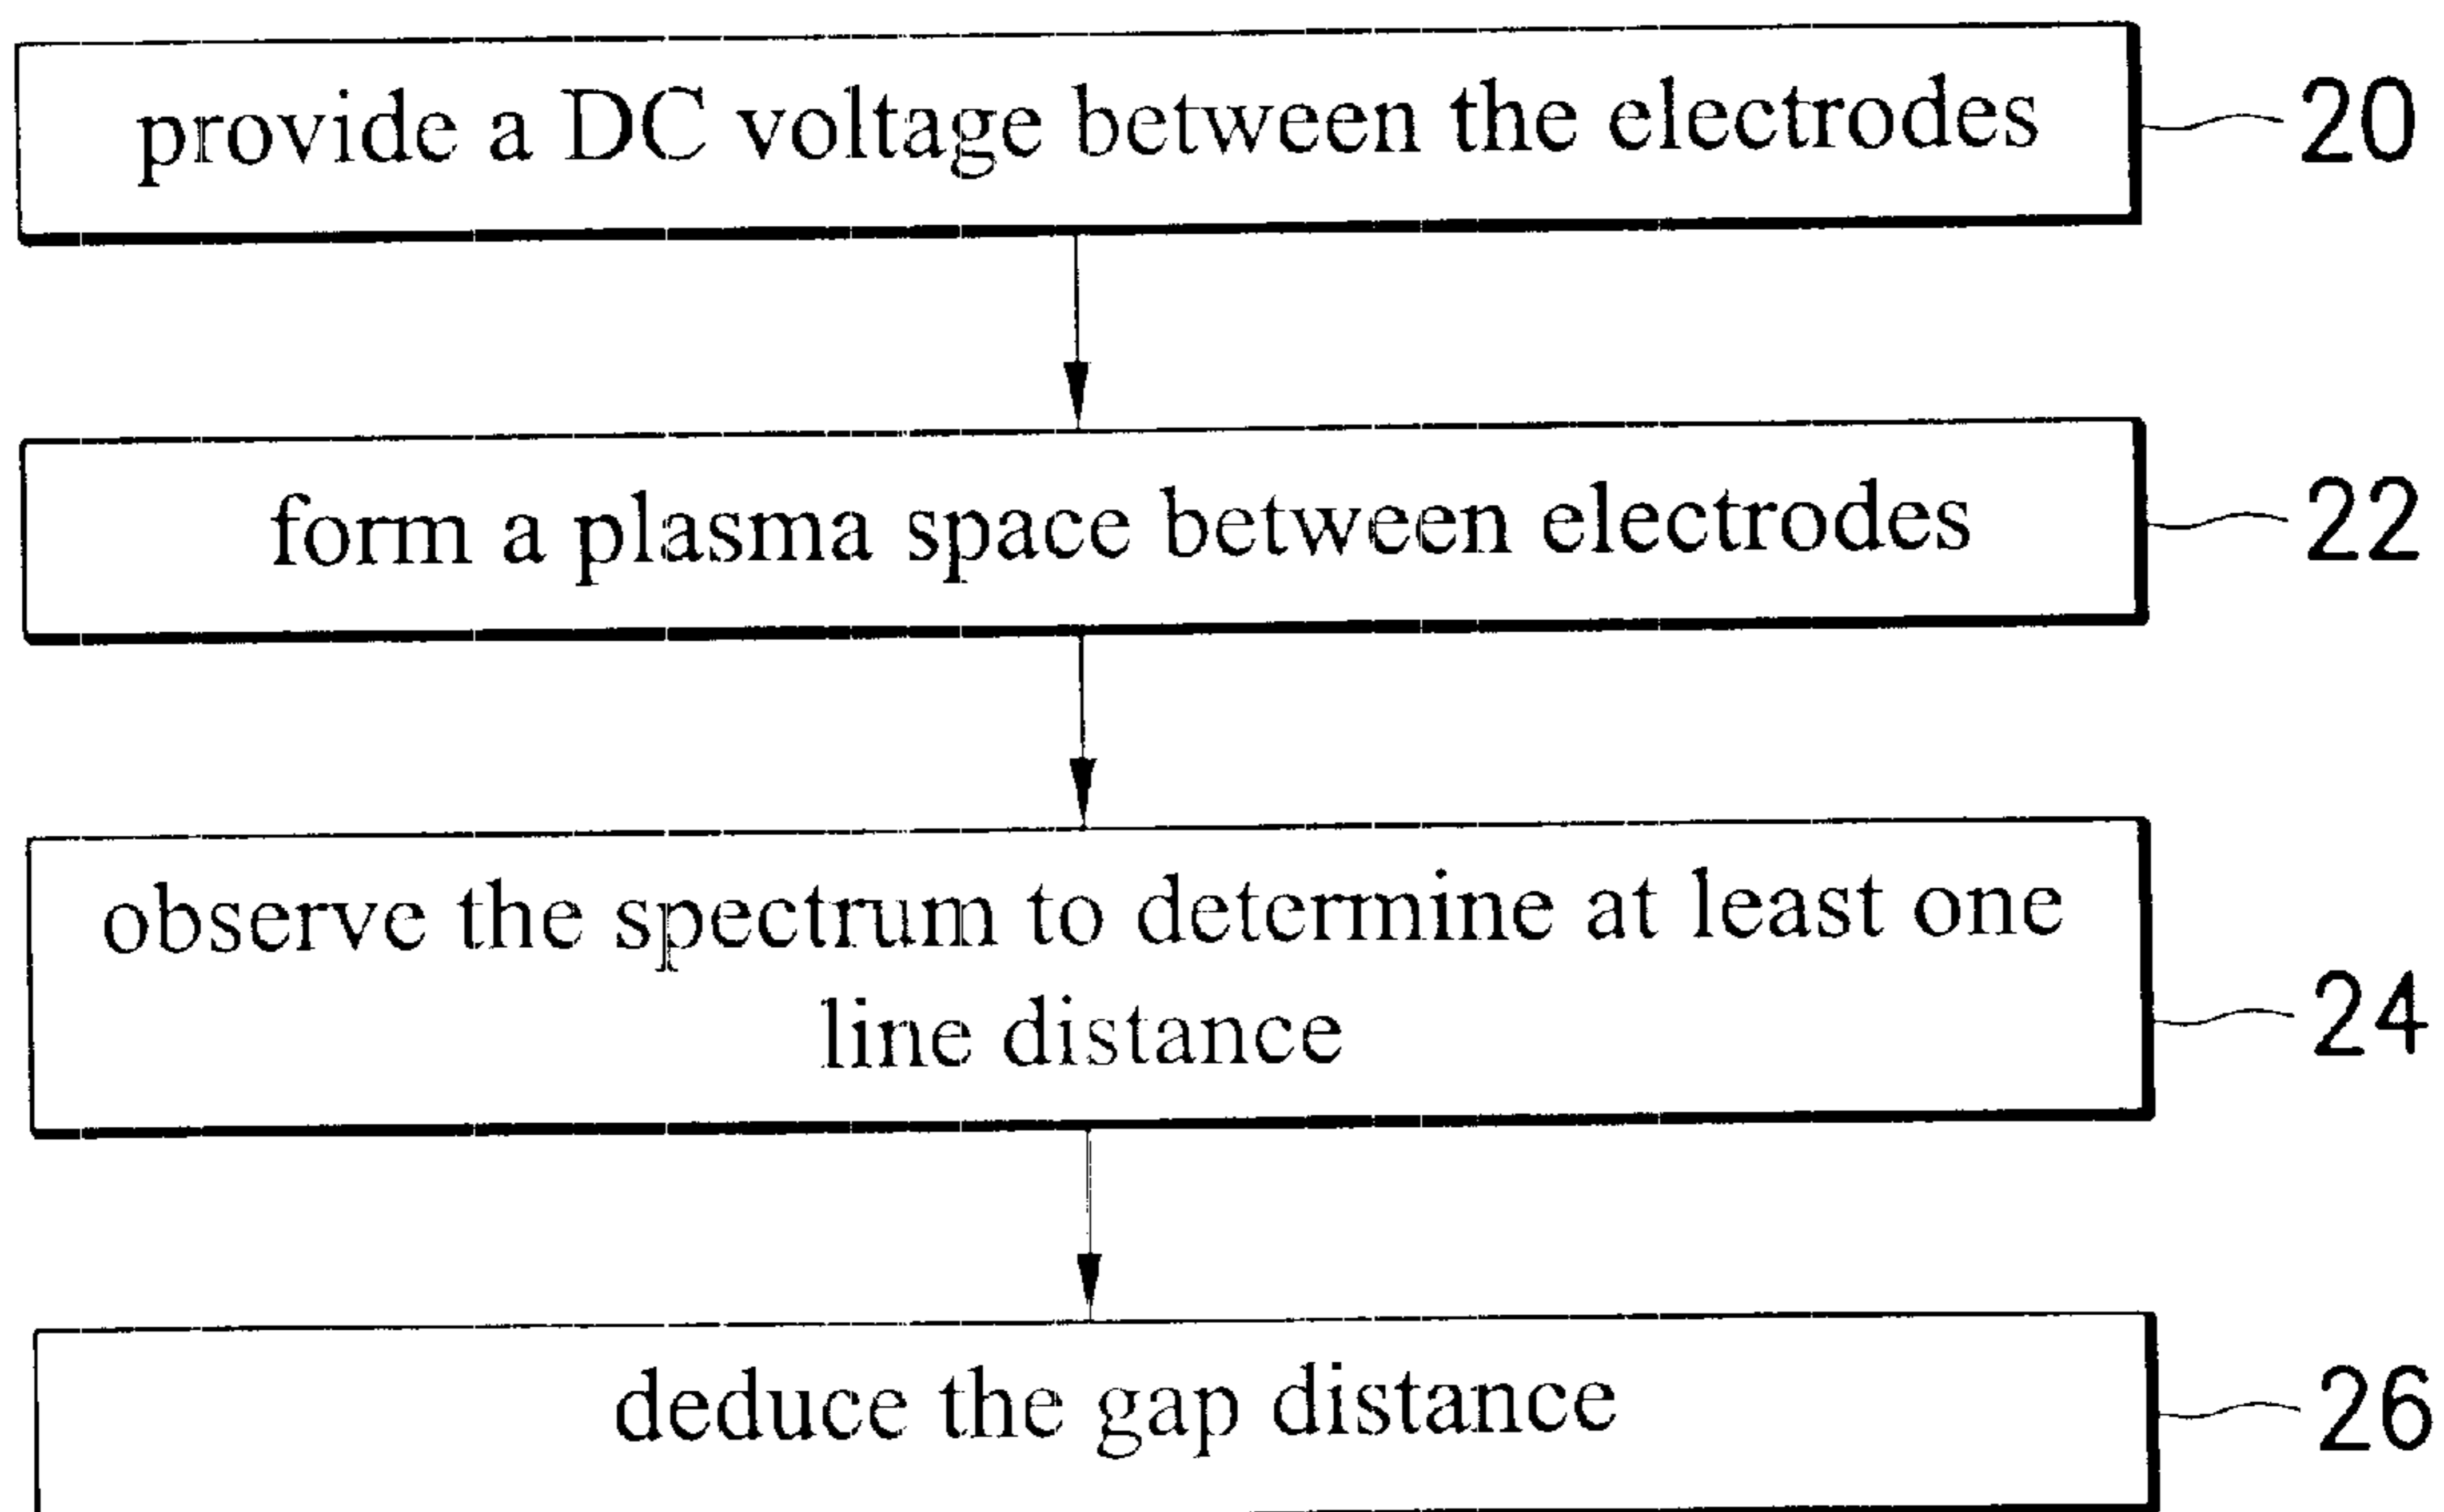 provide a DC voltage between the electrodes
20
form a plasma space between electrodes
22
observe the spectrum to determine at least one
line distance
24
deduce the gap distance
26